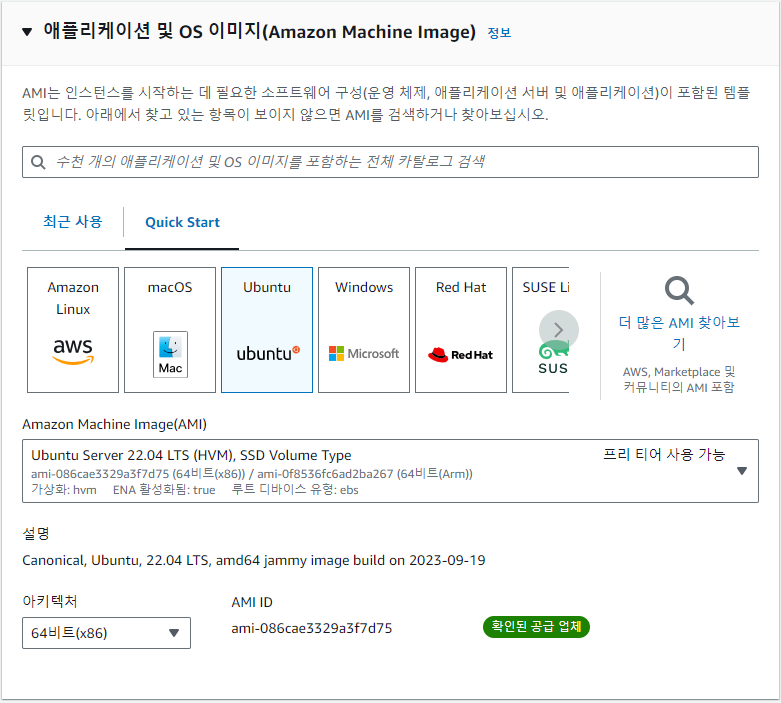 애플리케이션 및 OS 이미지(Amazon Machine Image) 정보
AMI는 인스턴스를 시작하는 데 필요한 소프트웨어 구성(운영 체제, 애플리케이션 서버 및 애플리케이션)이 포함된 템플
릿입니다. 아래에서 찾고 있는 항목이 보이지 않으면 AMI를 검색하거나 찾아보십시오.
수천 개의 애플리케이션 및 OS 이미지를 포함하는 전체 카탈로그 검색
최근 사용
Quick Start
Amazon
Linux
aws
macOS
Mac
Ubuntu
ubuntu
Windows
Microsoft
Red Hat
Red Hat
SUSE Li
SUS
더 많은 AMI 찾아보
기
AWS, Marketplace 및
커뮤니티의 AMI 포함
Amazon Machine Image(AMI)
Ubuntu Server 22.04 LTS (HVM), SSD Volume Type 프리 티어 사용 가능
ami-086cae3329a3f7d75 (64비트(x86)) / ami-0f8536fc6ad2ba267 (64비트(Arm))
가상화: hvm ENA 활성화됨: true 루트 디바이스 유형: ebs
설명
Canonical, Ubuntu, 22.04 LTS, amd64 jammy image build on 2023-09-19
아키텍처
64비트(x86)
AMI ID
ami-086cae3329a3f7d75
확인된 공급 업체